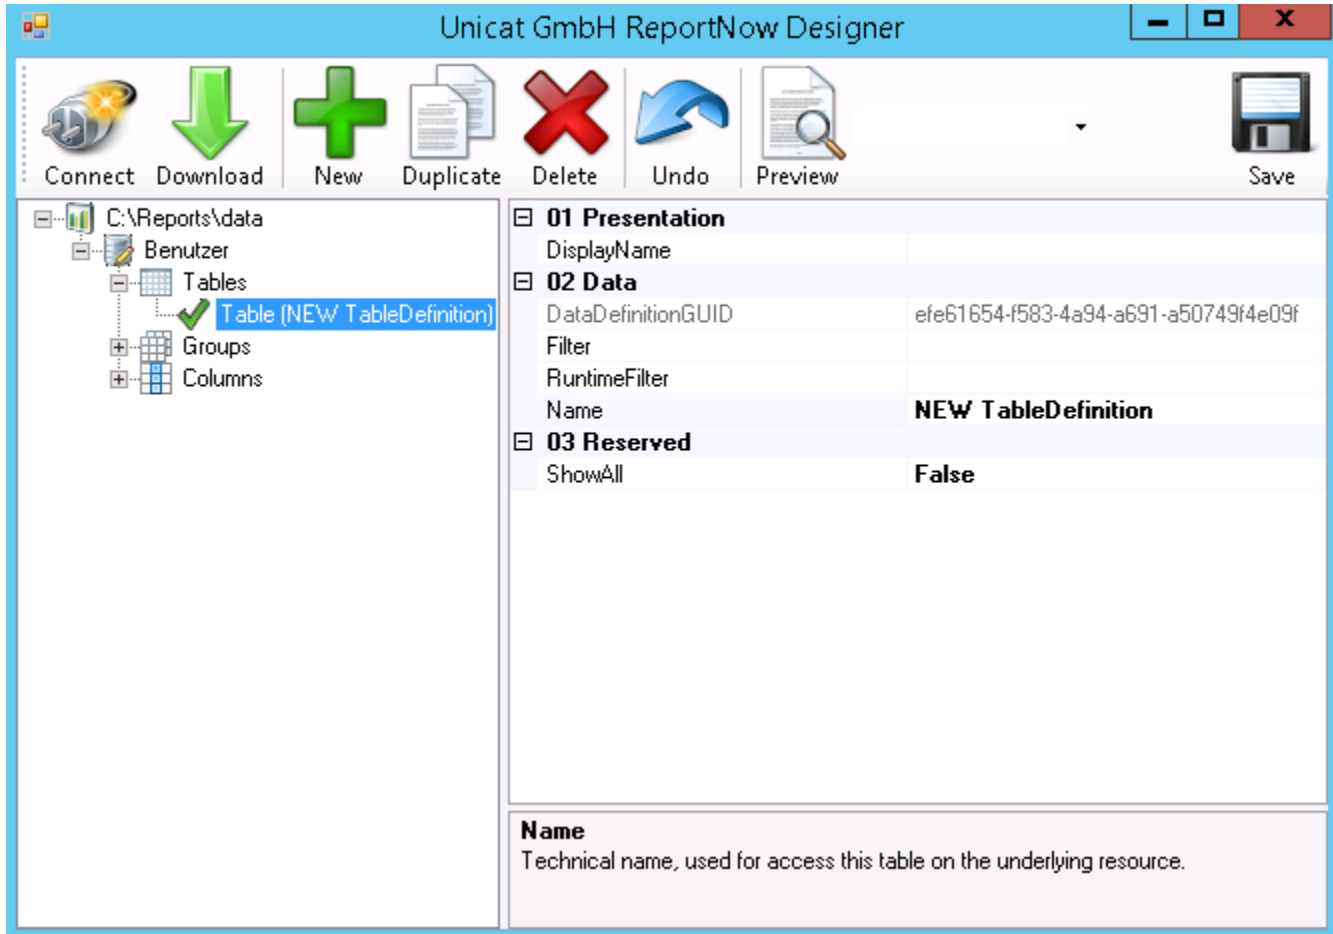 Unicat GmbH ReportNow Designer
Connect Download New Duplicate Delete Undo Preview Save
C:\Reports\data
Benutzer
Tables
Table (NEW TableDefinition)
Groups
Columns
01 Presentation
DisplayName
02 Data
DataDefinitionGUID efe61654-f583-4a94-a691-a50749f4e09f
Filter
RuntimeFilter
Name NEW TableDefinition
03 Reserved
ShowAll False
Name
Technical name, used for access this table on the underlying resource.